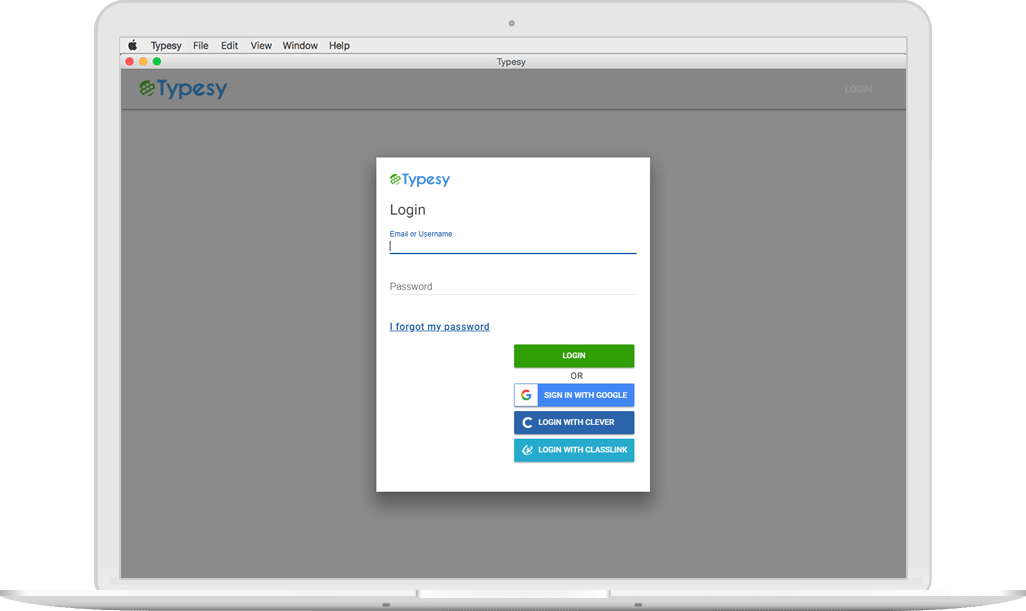 Typesy File Edit View Window Help
Typesy
Typesy LOGIN
Typesy
Login
Email or Username
Password
I forgot my password
LOGIN
OR
G SIGN IN WITH GOOGLE
C LOGIN WITH CLEVER
LOGIN WITH CLASSLINK